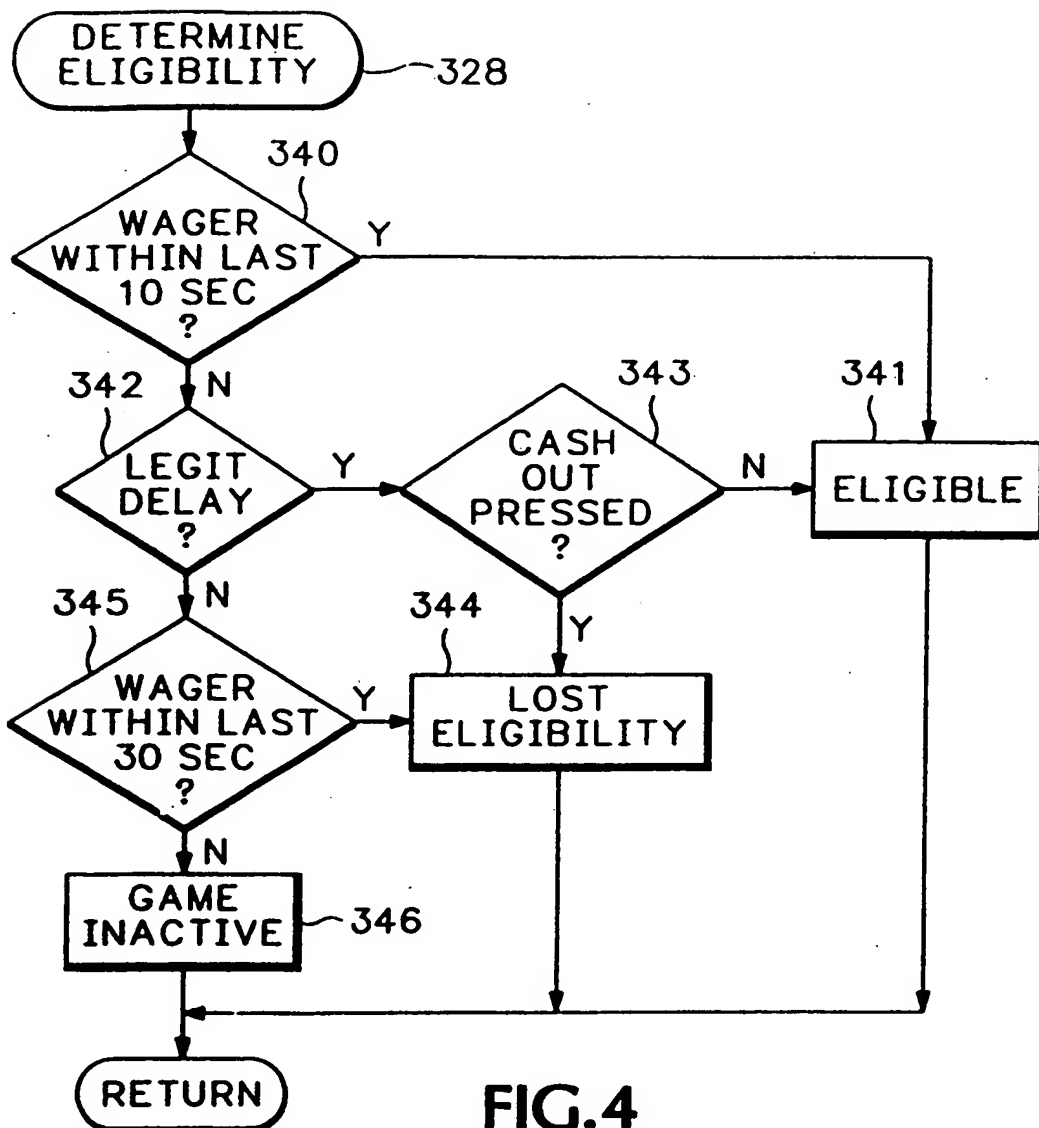 DETERMINE
ELIGIBILITY
328
340
WAGER
WITHIN LAST
10 SEC
?
Y
N
342
LEGIT
DELAY
?
Y
343
CASH
OUT
PRESSED
?
N
341
ELIGIBLE
N
Y
345
WAGER
WITHIN LAST
30 SEC
?
Y
344
LOST
ELIGIBILITY
N
GAME
INACTIVE
346
RETURN
FIG.4